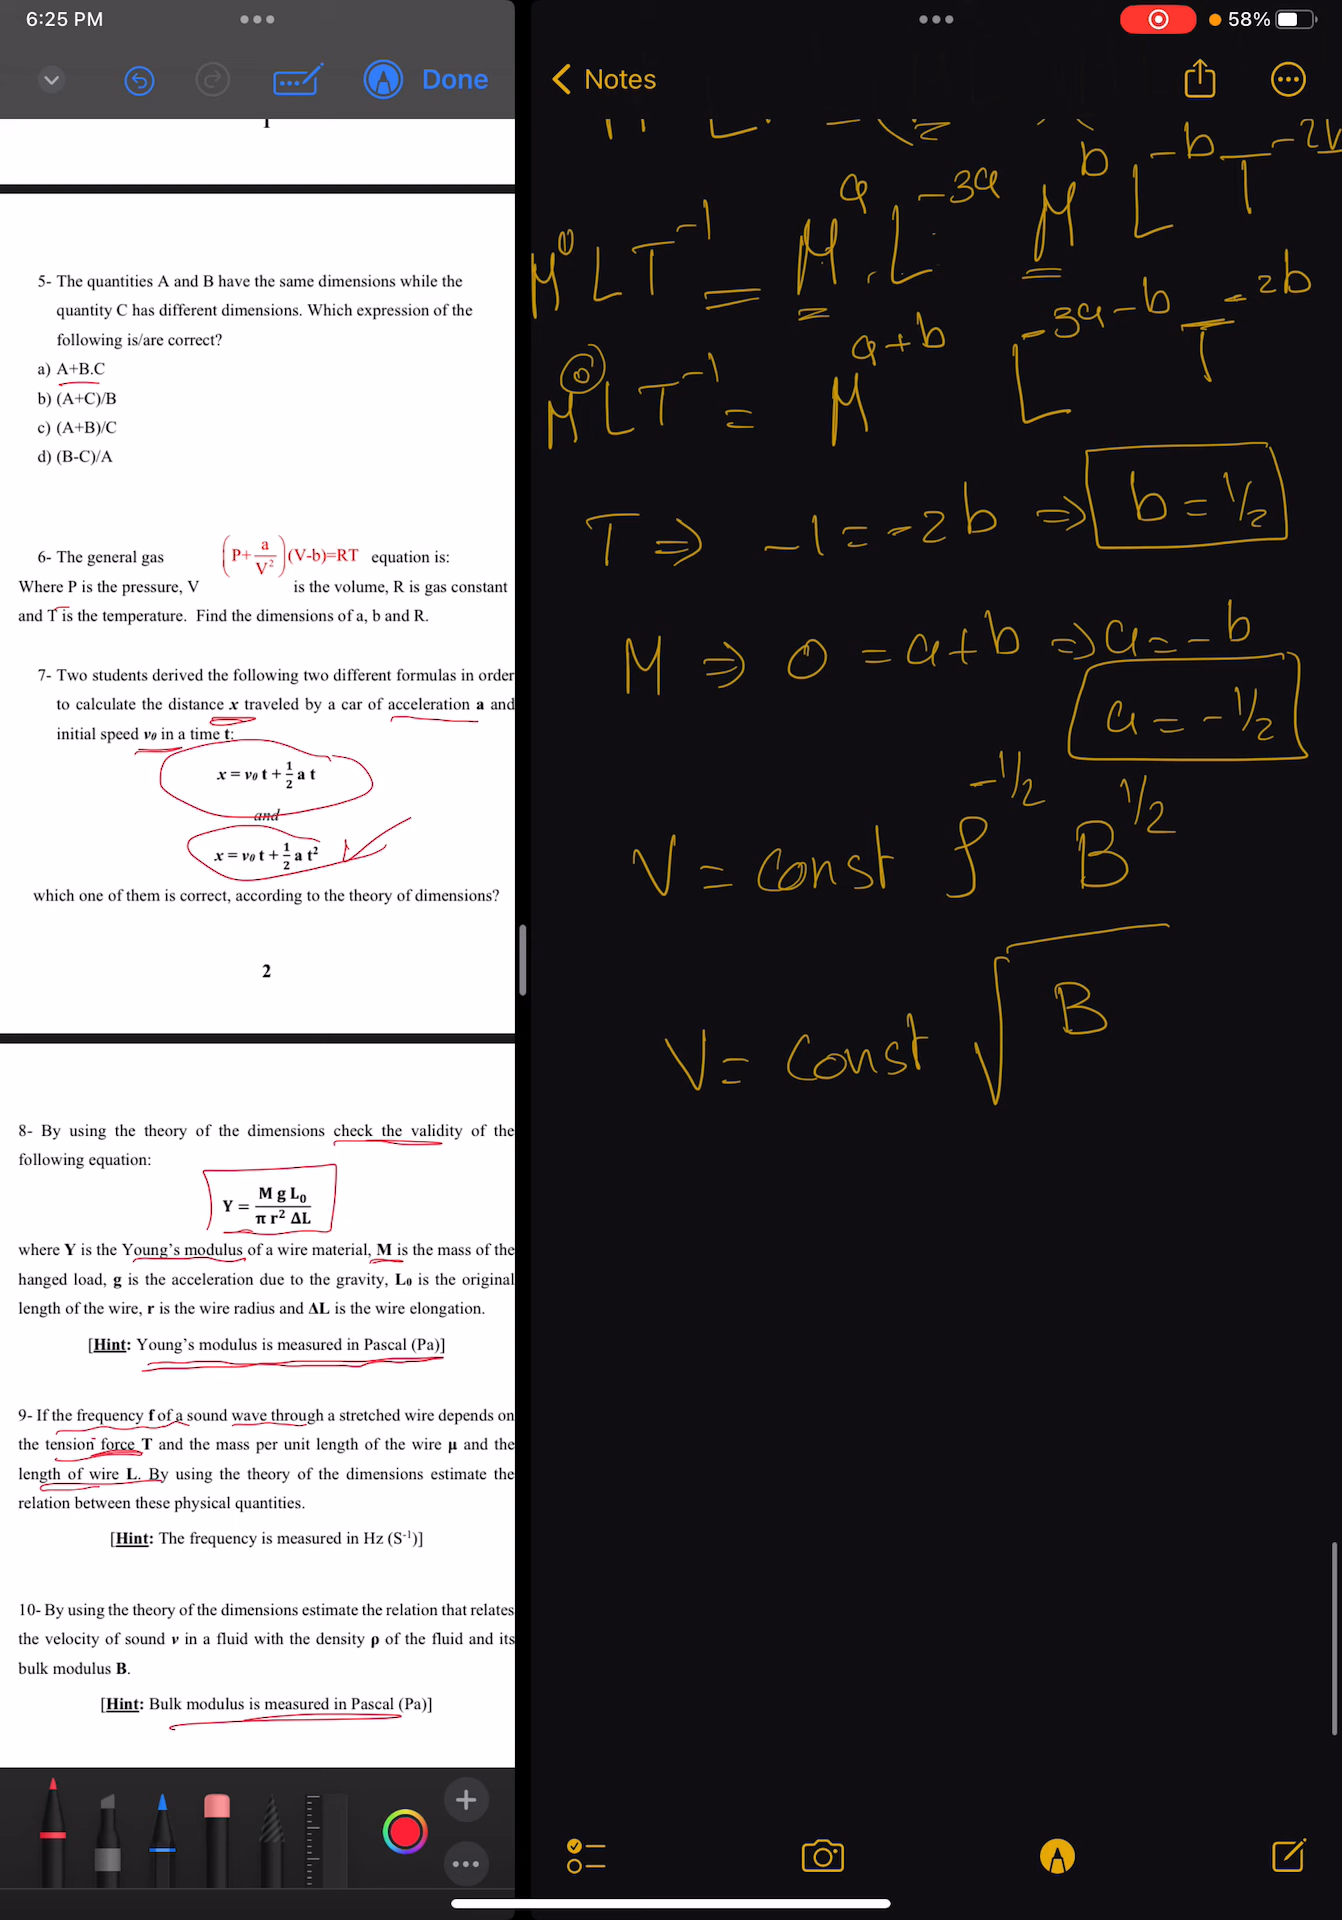 6:25 PM
58%
Done
Notes
1
5- The quantities A and B have the same dimensions while the
quantity C has different dimensions. Which expression of the
following is/are correct?
a) A+B.C
b) (A+C)/B
c) (A+B)/C
d) (B-C)/A
6- The general gas (P+a/V²)(V-b)=RT equation is:
Where P is the pressure, V is the volume, R is gas constant
and T is the temperature. Find the dimensions of a, b and R.
7- Two students derived the following two different formulas in order
to calculate the distance x traveled by a car of acceleration a and
initial speed v₀ in a time t:
x = v₀ t + 1/2 a t
and
x = v₀ t + 1/2 a t²
which one of them is correct, according to the theory of dimensions?
2
8- By using the theory of the dimensions check the validity of the
following equation:
Y = M g L₀ / π r² ΔL
where Y is the Young's modulus of a wire material, M is the mass of the
hanged load, g is the acceleration due to the gravity, L₀ is the original
length of the wire, r is the wire radius and ΔL is the wire elongation.
[Hint: Young's modulus is measured in Pascal (Pa)]
9- If the frequency f of a sound wave through a stretched wire depends on
the tension force T and the mass per unit length of the wire μ and the
length of wire L. By using the theory of the dimensions estimate the
relation between these physical quantities.
[Hint: The frequency is measured in Hz (S⁻¹)]
10- By using the theory of the dimensions estimate the relation that relates
the velocity of sound v in a fluid with the density ρ of the fluid and its
bulk modulus B.
[Hint: Bulk modulus is measured in Pascal (Pa)]
M^0 L T^-1 = M^a . L^-3a M^b L^-b T^-2b
M^0 L T^-1 = M^a+b L^-3a-b T^-2b
T ⇒ -1 = -2b ⇒ b = 1/2
M ⇒ 0 = a+b ⇒ a = -b
a = -1/2
V = const ρ^-1/2 B^1/2
V = const √B